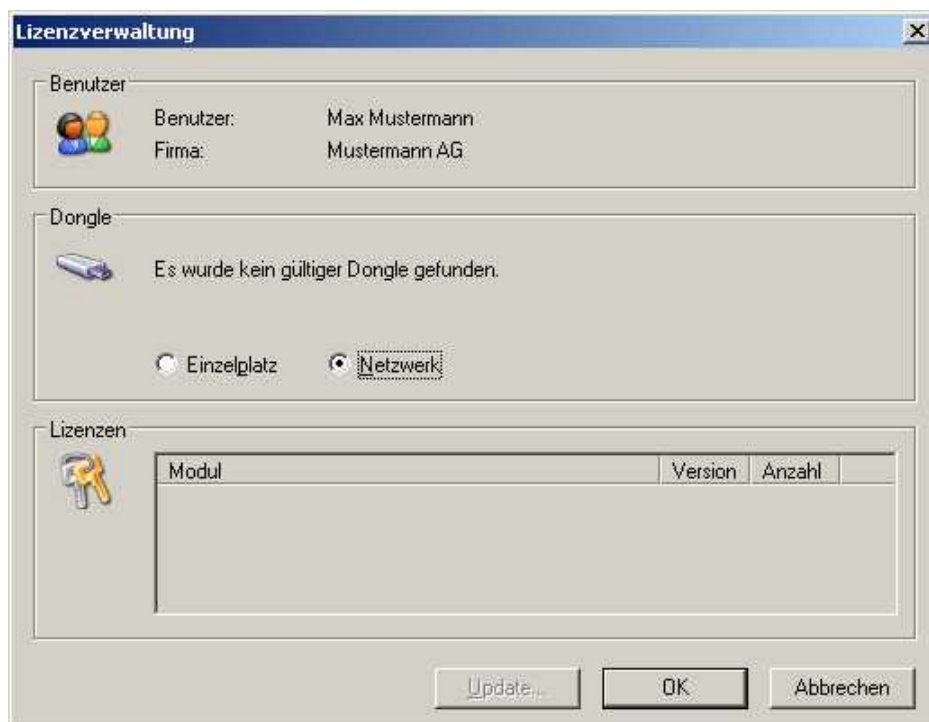 Lizenzverwaltung
Benutzer
Benutzer: Max Mustermann
Firma: Mustermann AG
Dongle
Es wurde kein gültiger Dongle gefunden.
Einzelplatz Netzwerk
Lizenzen
Modul Version Anzahl
Update... OK Abbrechen